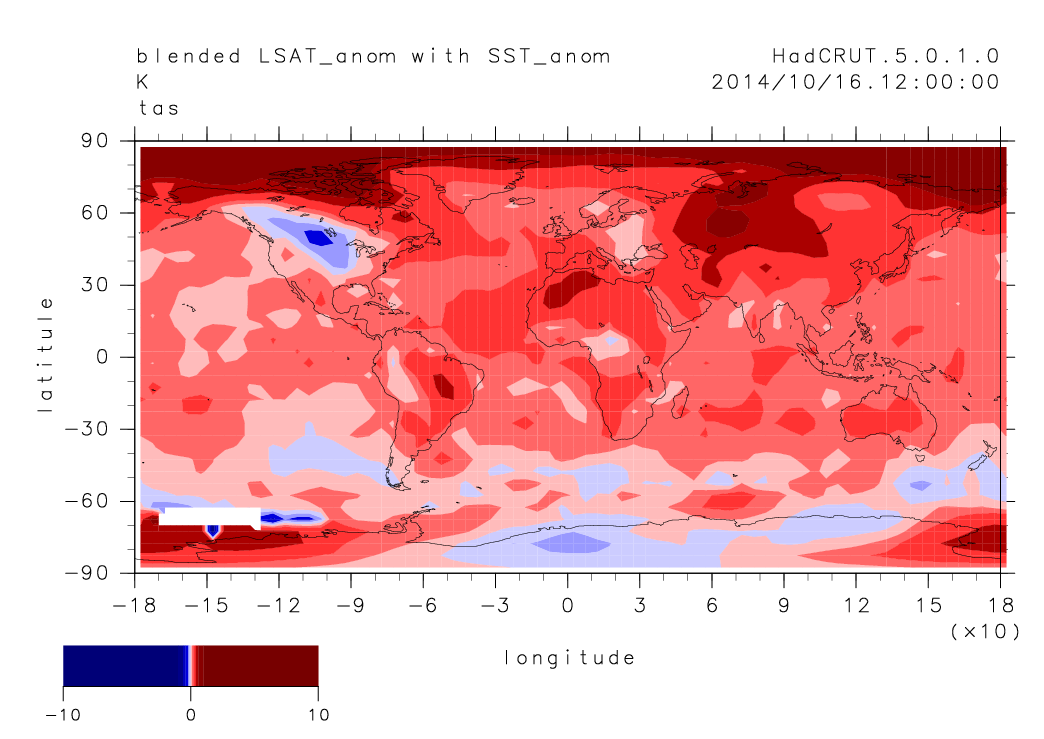 blended LSAT_anom with SST_anom HadCRUT.5.0.1.0
K 2014/10/16.12:00:00
tas
90
60
30
0
−30
−60
−90
latitude
−18 −15 −12 −9 −6 −3 0 3 6 9 12 15 18
(×10)
longitude
−10 0 10